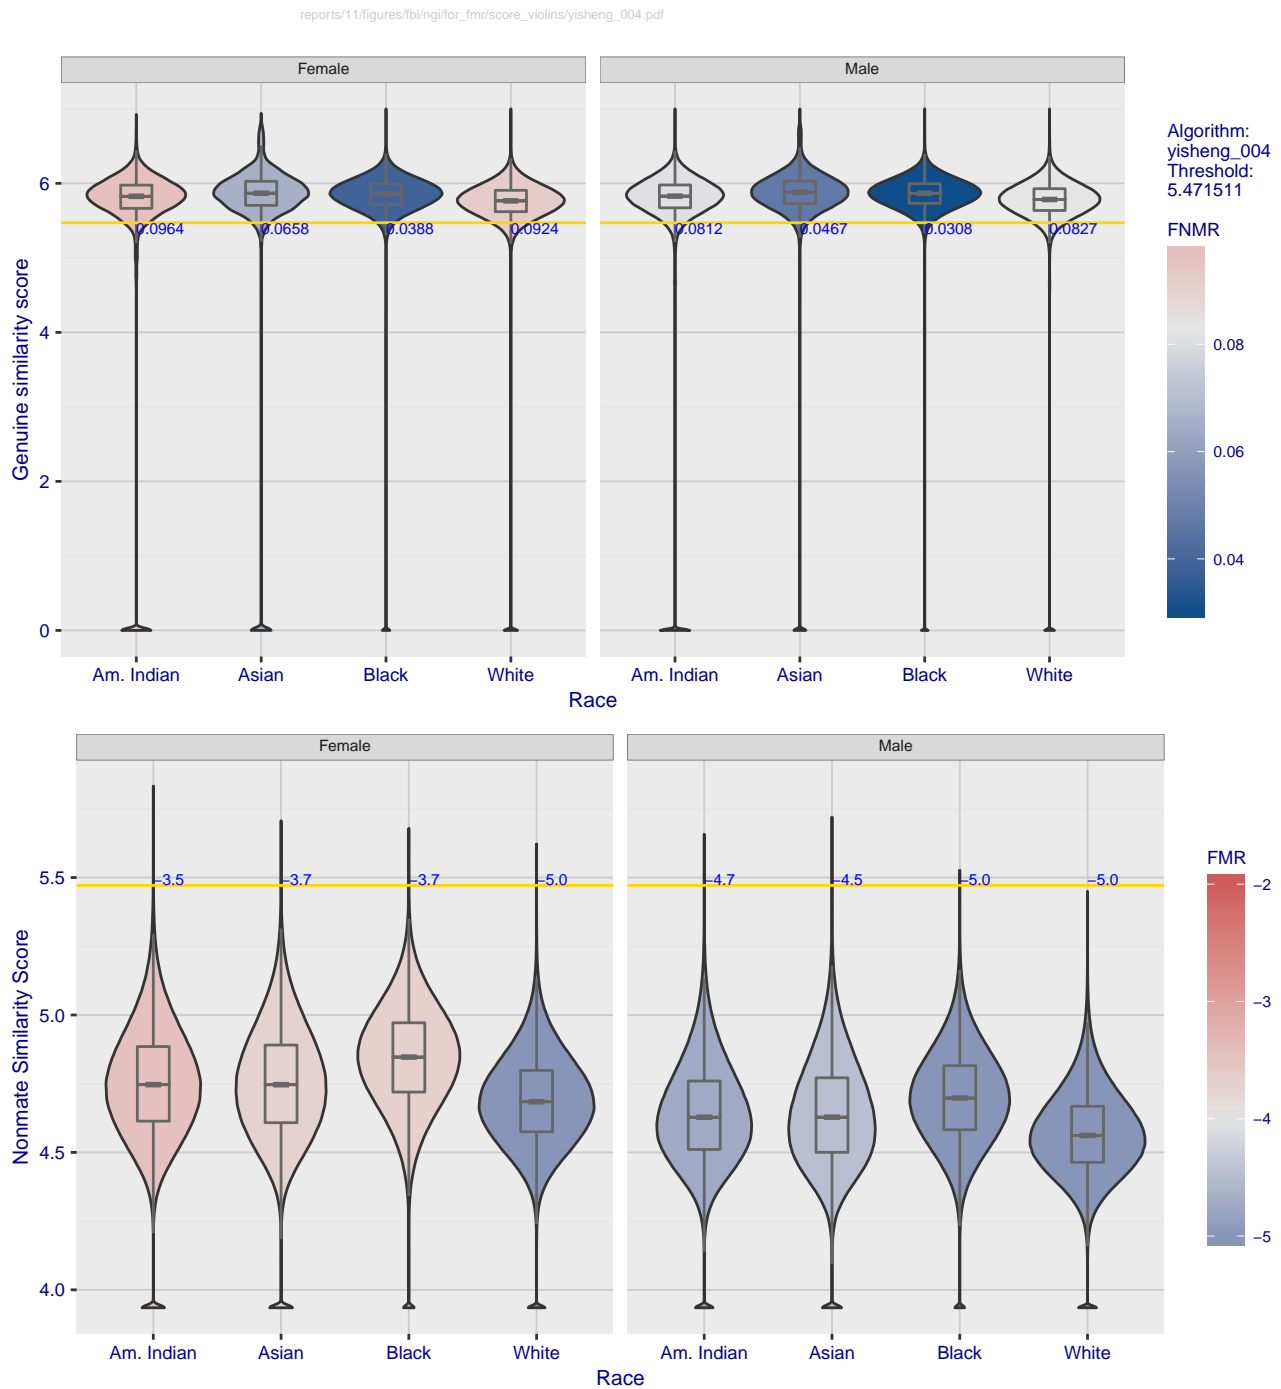 reports/11/figures/fbi/ngi/for_fmr/score_violins/yisheng_004.pdf
Female
Male
Genuine similarity score
6
4
2
0
0.0964
0.0658
0.0388
0.0924
0.0812
0.0467
0.0308
0.0827
Am. Indian
Asian
Black
White
Am. Indian
Asian
Black
White
Race
Algorithm:
yisheng_004
Threshold:
5.471511
FNMR
0.08
0.06
0.04
Female
Male
Nonmate Similarity Score
5.5
5.0
4.5
4.0
−3.5
−3.7
−3.7
−5.0
−4.7
−4.5
−5.0
−5.0
Am. Indian
Asian
Black
White
Am. Indian
Asian
Black
White
Race
FMR
−2
−3
−4
−5